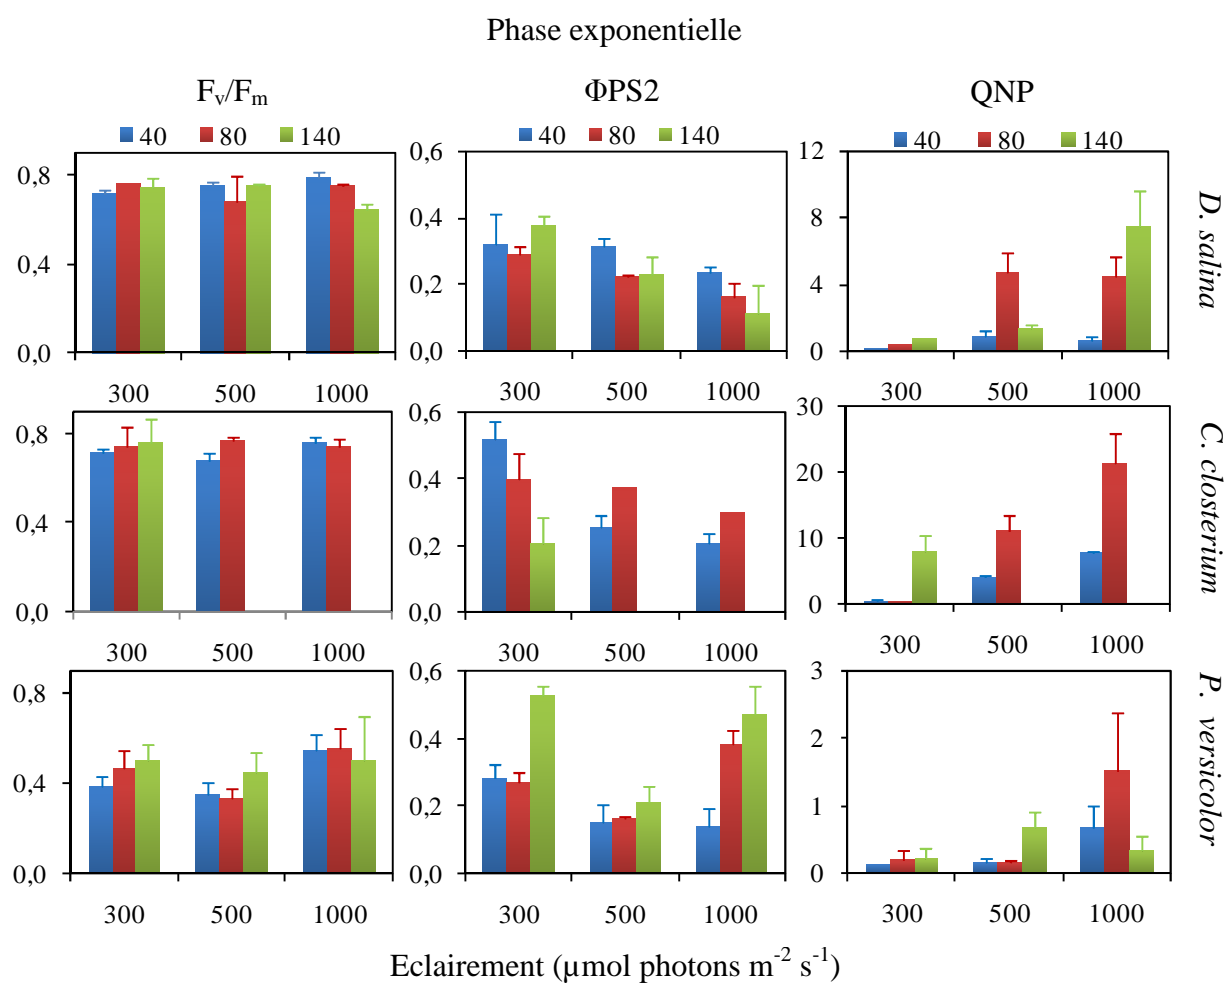 Phase exponentielle
Fv/Fm
ΦPS2
QNP
40 80 140
40 80 140
40 80 140
0,8
0,4
0,0
0,6
0,4
0,2
0,0
12
8
4
0
D. salina
300 500 1000
300 500 1000
300 500 1000
0,8
0,4
0,0
0,6
0,4
0,2
0,0
30
20
10
0
C. closterium
300 500 1000
300 500 1000
300 500 1000
0,8
0,4
0,0
0,6
0,4
0,2
0,0
3
2
1
0
P. versicolor
300 500 1000
300 500 1000
300 500 1000
Eclairement (µmol photons m-2 s-1)